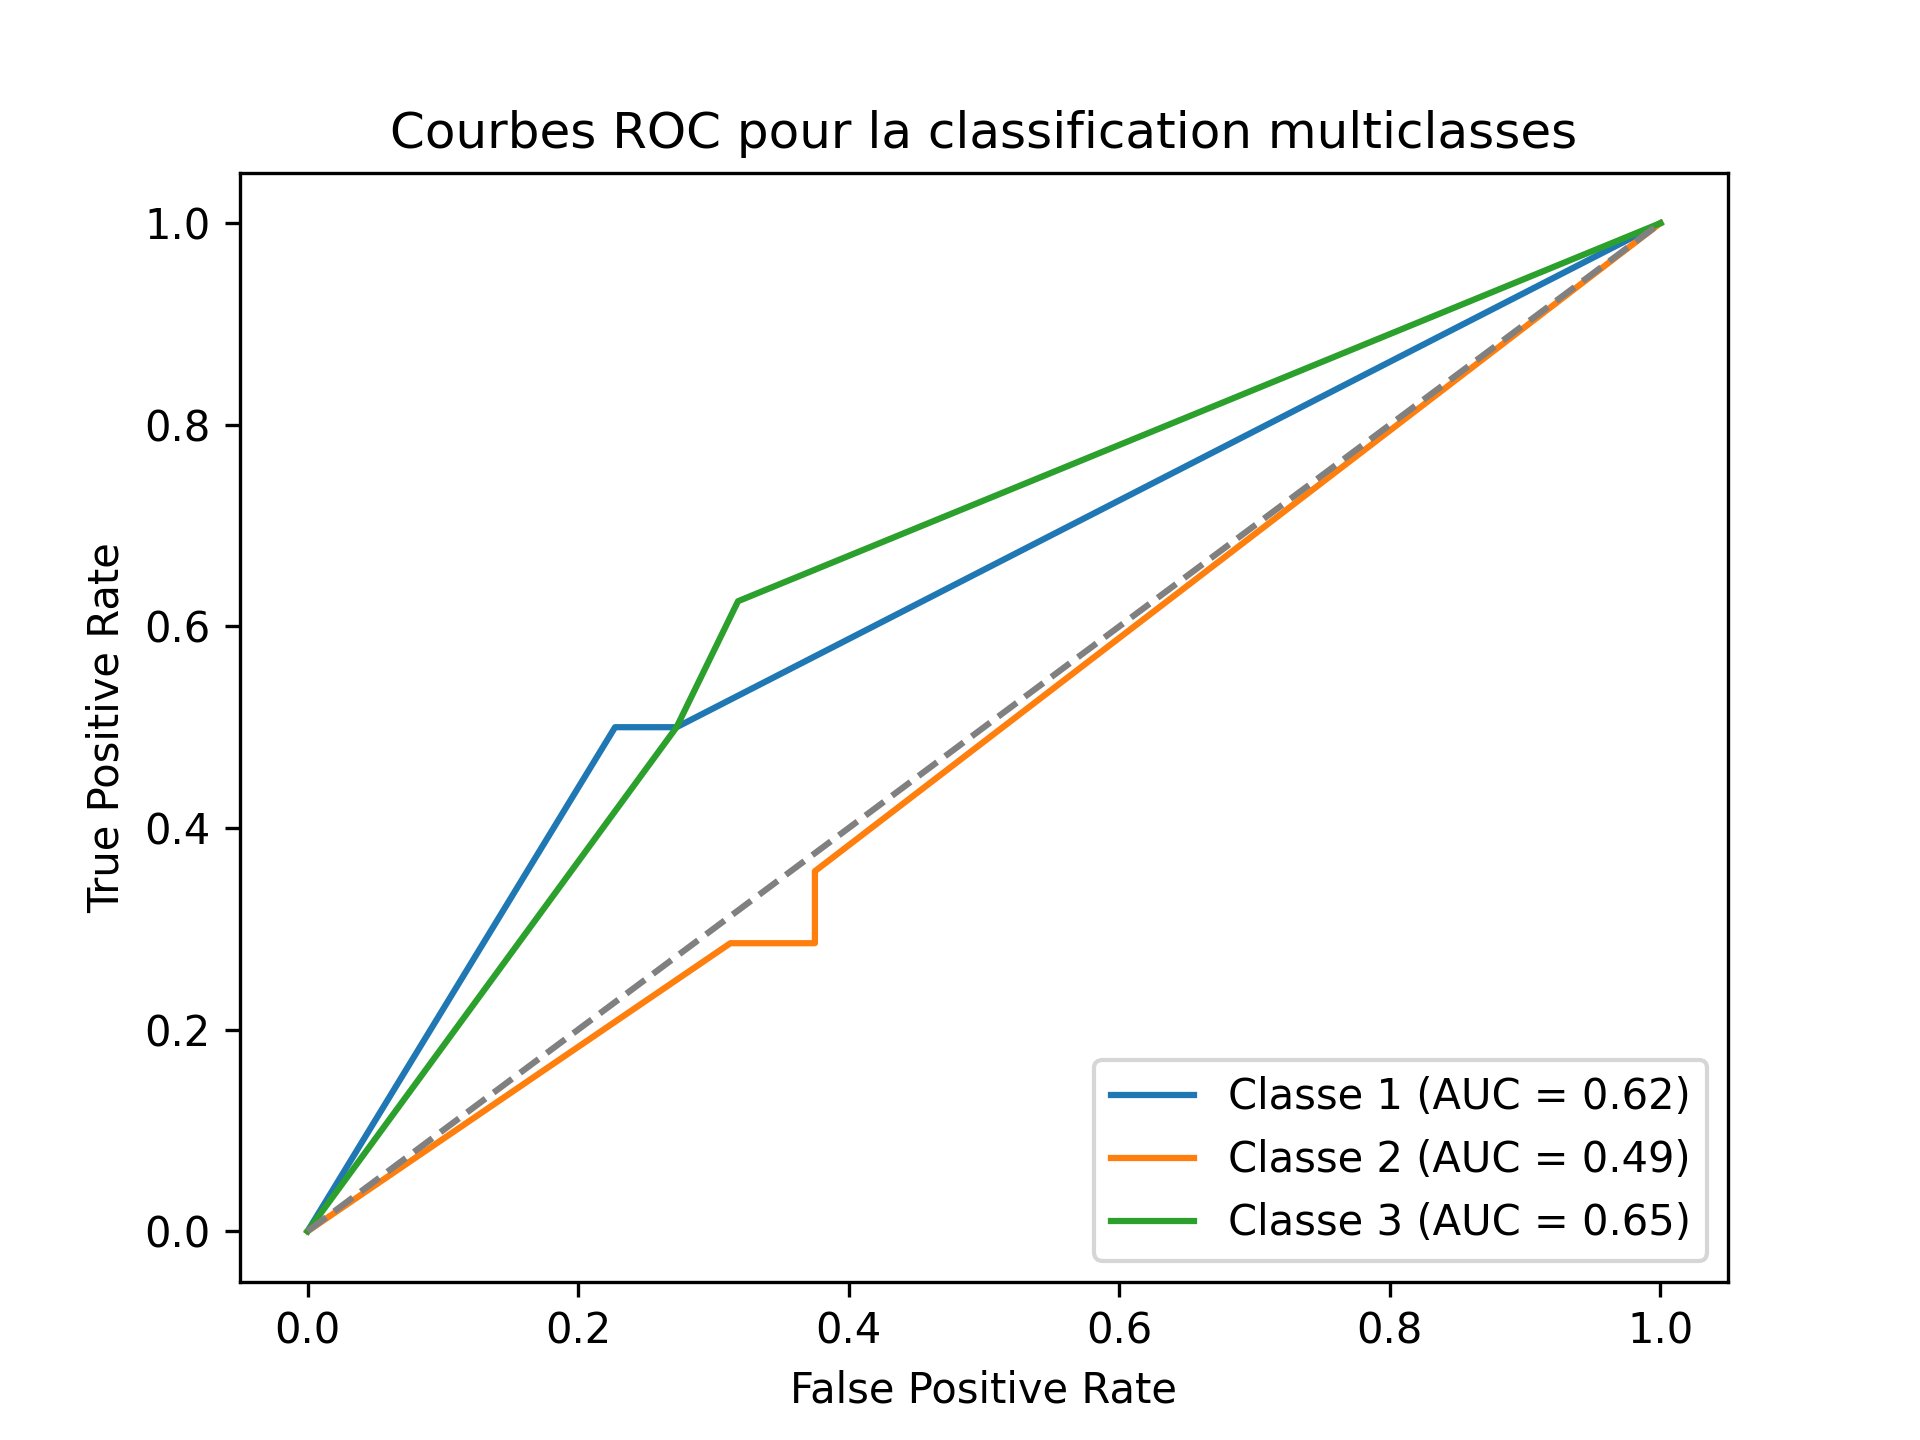 Courbes ROC pour la classification multiclasses
True Positive Rate
1.0
0.8
0.6
0.4
0.2
0.0
Classe 1 (AUC = 0.62)
Classe 2 (AUC = 0.49)
Classe 3 (AUC = 0.65)
0.0 0.2 0.4 0.6 0.8 1.0
False Positive Rate